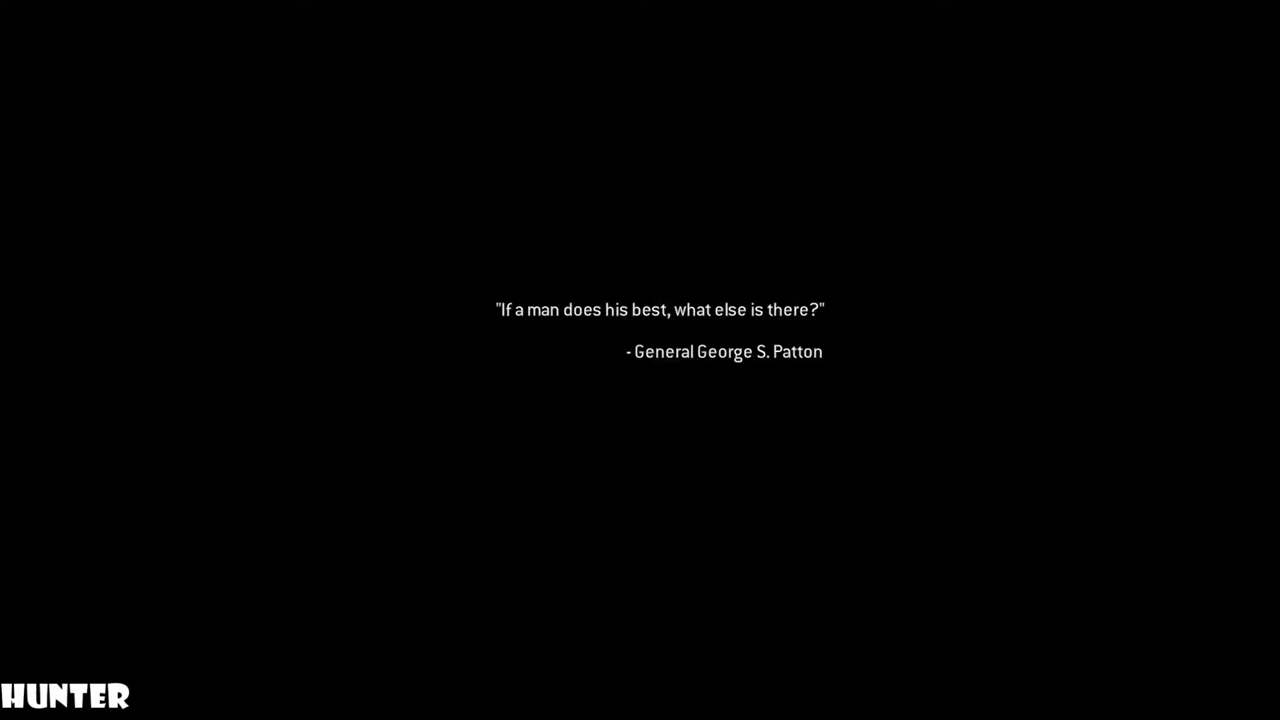 "If a man does his best, what else is there?"
- General George S. Patton
HUNTER